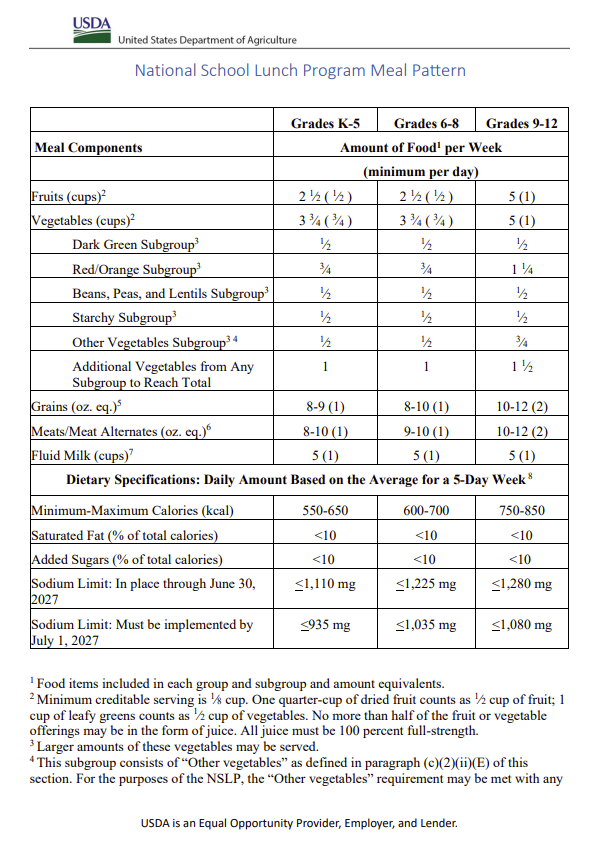 USDA
United States Department of Agriculture
National School Lunch Program Meal Pattern
Grades K-5 Grades 6-8 Grades 9-12
Meal Components Amount of Food¹ per Week
(minimum per day)
Fruits (cups)² 2 ½ ( ½ ) 2 ½ ( ½ ) 5 (1)
Vegetables (cups)² 3 ¾ ( ¾ ) 3 ¾ ( ¾ ) 5 (1)
Dark Green Subgroup³ ½ ½ ½
Red/Orange Subgroup³ ¾ ¾ 1 ¼
Beans, Peas, and Lentils Subgroup³ ½ ½ ½
Starchy Subgroup³ ½ ½ ½
Other Vegetables Subgroup³ ⁴ ½ ½ ¾
Additional Vegetables from Any
Subgroup to Reach Total 1 1 1 ½
Grains (oz. eq.)⁵ 8-9 (1) 8-10 (1) 10-12 (2)
Meats/Meat Alternates (oz. eq.)⁶ 8-10 (1) 9-10 (1) 10-12 (2)
Fluid Milk (cups)⁷ 5 (1) 5 (1) 5 (1)
Dietary Specifications: Daily Amount Based on the Average for a 5-Day Week ⁸
Minimum-Maximum Calories (kcal) 550-650 600-700 750-850
Saturated Fat (% of total calories) <10 <10 <10
Added Sugars (% of total calories) <10 <10 <10
Sodium Limit: In place through June 30,
2027 ≤1,110 mg ≤1,225 mg ≤1,280 mg
Sodium Limit: Must be implemented by
July 1, 2027 ≤935 mg ≤1,035 mg ≤1,080 mg
¹ Food items included in each group and subgroup and amount equivalents.
² Minimum creditable serving is ⅛ cup. One quarter-cup of dried fruit counts as ½ cup of fruit; 1
cup of leafy greens counts as ½ cup of vegetables. No more than half of the fruit or vegetable
offerings may be in the form of juice. All juice must be 100 percent full-strength.
³ Larger amounts of these vegetables may be served.
⁴ This subgroup consists of “Other vegetables” as defined in paragraph (c)(2)(ii)(E) of this
section. For the purposes of the NSLP, the “Other vegetables” requirement may be met with any
USDA is an Equal Opportunity Provider, Employer, and Lender.